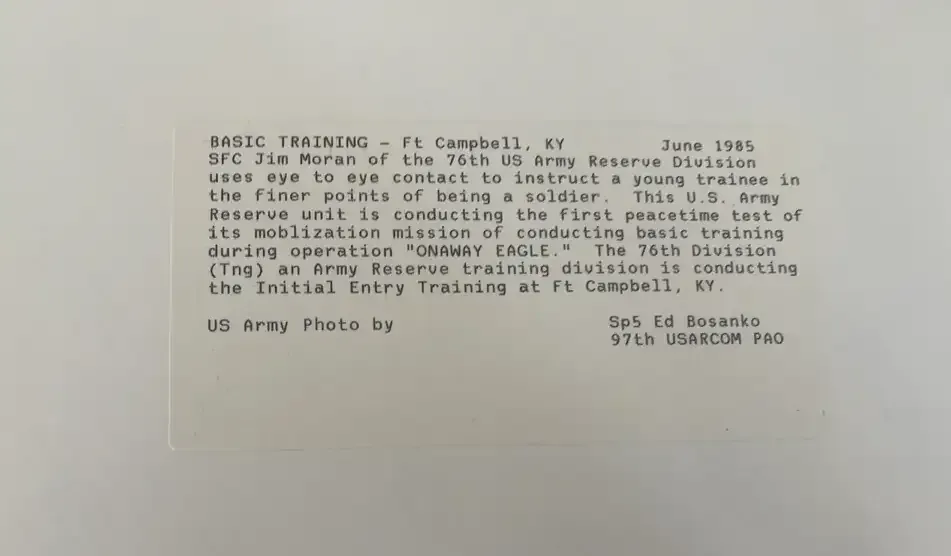 BASIC TRAINING - Ft Campbell, KY June 1985
SFC Jim Moran of the 76th US Army Reserve Division
uses eye to eye contact to instruct a young trainee in
the finer points of being a soldier. This U.S. Army
Reserve unit is conducting the first peacetime test of
its moblization mission of conducting basic training
during operation "ONAWAY EAGLE." The 76th Division
(Tng) an Army Reserve training division is conducting
the Initial Entry Training at Ft Campbell, KY.
US Army Photo by Sp5 Ed Bosanko
97th USARCOM PAO